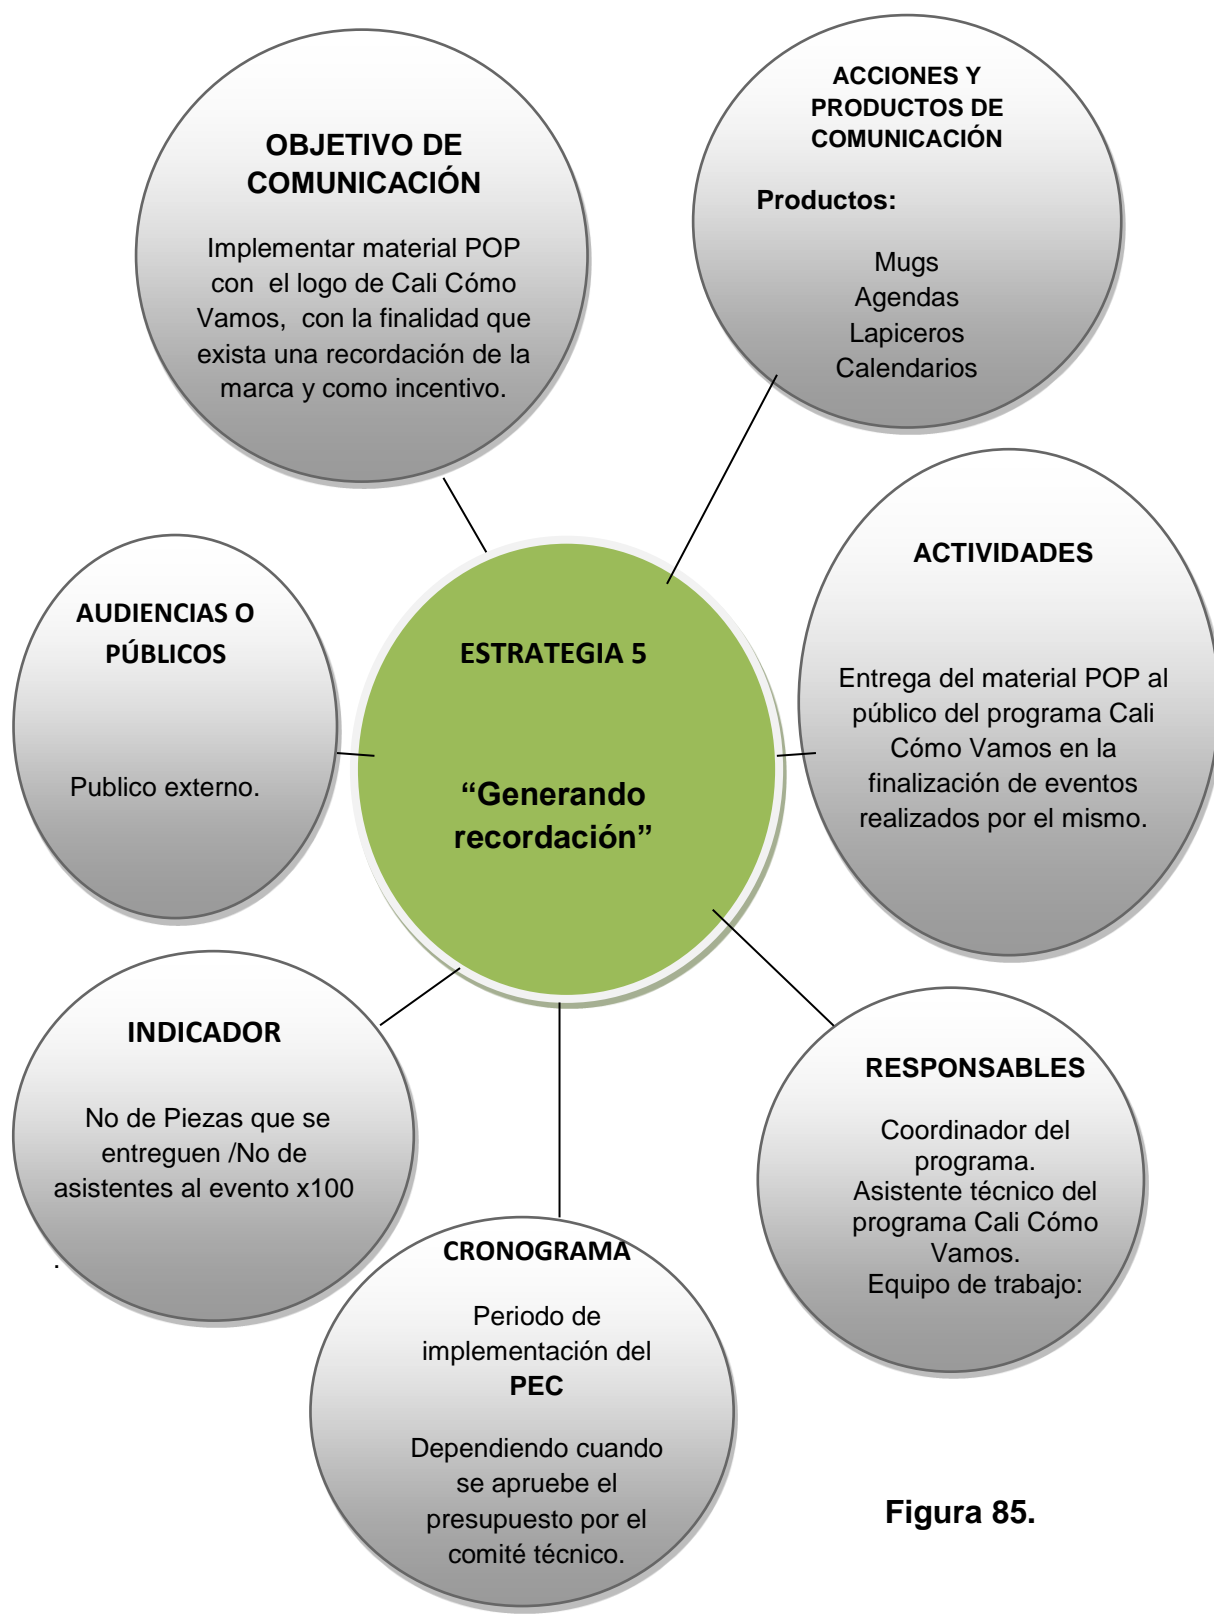 OBJETIVO DE
COMUNICACIÓN
Implementar material POP
con el logo de Cali Cómo
Vamos, con la finalidad que
exista una recordación de la
marca y como incentivo.
ACCIONES Y
PRODUCTOS DE
COMUNICACIÓN
Productos:
Mugs
Agendas
Lapiceros
Calendarios
AUDIENCIAS O
PÚBLICOS
Publico externo.
ESTRATEGIA 5
“Generando
recordación”
ACTIVIDADES
Entrega del material POP al
público del programa Cali
Cómo Vamos en la
finalización de eventos
realizados por el mismo.
INDICADOR
No de Piezas que se
entreguen /No de
asistentes al evento x100
.
CRONOGRAMA
Periodo de
implementación del
PEC
Dependiendo cuando
se apruebe el
presupuesto por el
comité técnico.
RESPONSABLES
Coordinador del
programa.
Asistente técnico del
programa Cali Cómo
Vamos.
Equipo de trabajo:
Figura 85.